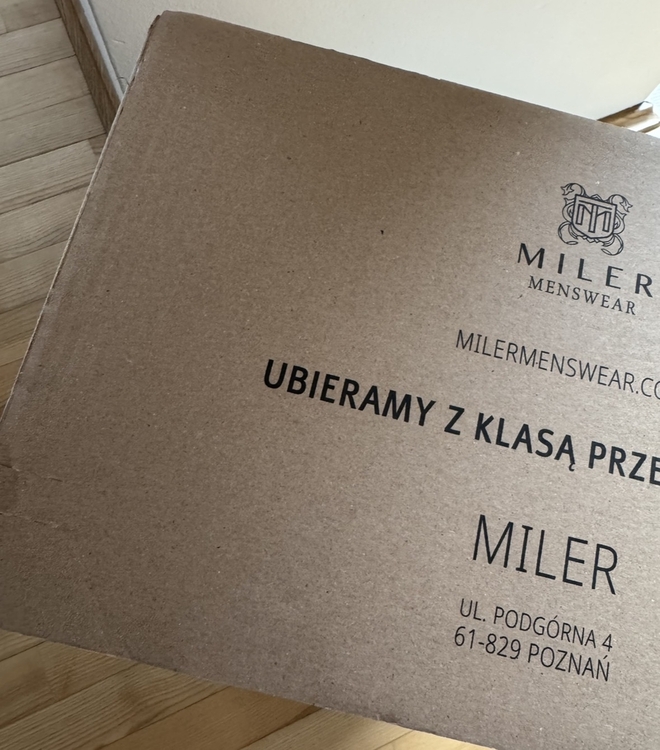 MILER
MENSWEAR
MILERMENSWEAR.CO
UBIERAMY Z KLASĄ PRZE
MILER
UL. PODGÓRNA 4
61-829 POZNAŃ